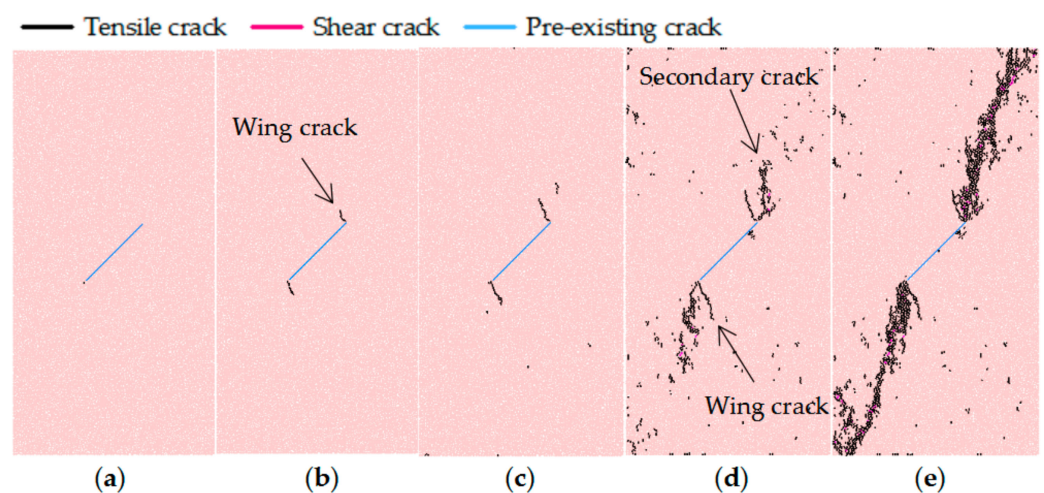 Tensile crack Shear crack Pre-existing crack
Secondary crack
Wing crack
Wing crack
(a) (b) (c) (d) (e)